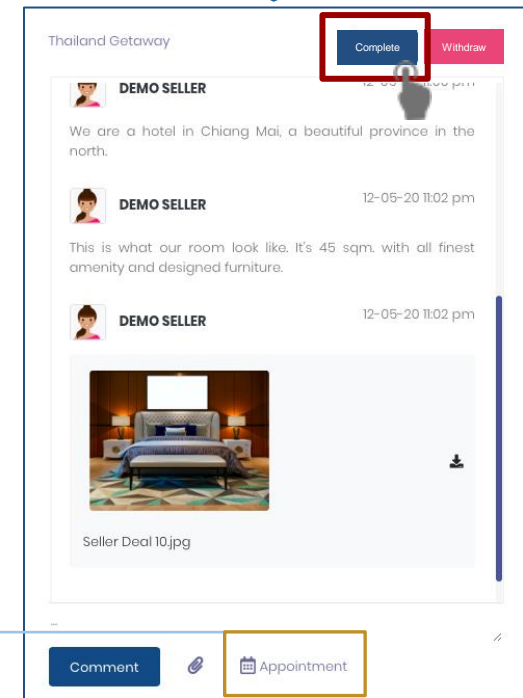 Thailand Getaway
Complete
Withdraw
DEMO SELLER
We are a hotel in Chiang Mai, a beautiful province in the
north.
DEMO SELLER
12-05-20 11:02 pm
This is what our room look like. It's 45 sqm. with all finest
amenity and designed furniture.
DEMO SELLER
12-05-20 11:02 pm
Seller Deal 10.jpg
Comment
Appointment